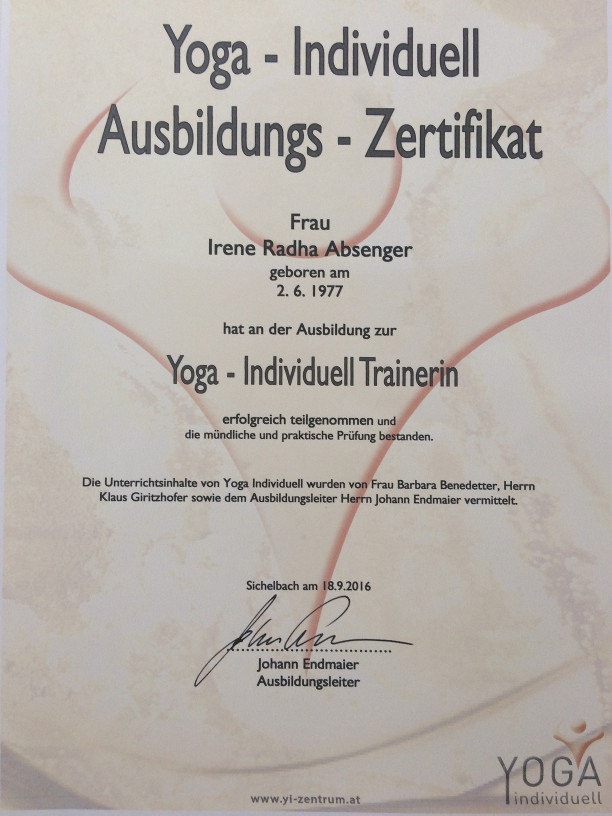 Yoga - Individuell
Ausbildungs - Zertifikat
Frau
Irene Radha Absenger
geboren am
2. 6. 1977
hat an der Ausbildung zur
Yoga - Individuell Trainerin
erfolgreich teilgenommen und
die mündliche und praktische Prüfung bestanden.
Die Unterrichtsinhalte von Yoga Individuell wurden von Frau Barbara Benedetter, Herrn
Klaus Giritzhofer sowie dem Ausbildungsleiter Herrn Johann Endmaier vermittelt.
Sichelbach am 18.9.2016
Johann Endmaier
Ausbildungsleiter
YOGA
individuell
www.yi-zentrum.at